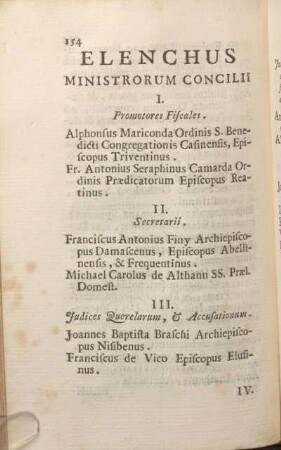 154
ELENCHUS
MINISTRORUM CONCILII
I.
Promotores Fiscales.
Alphonsus Mariconda Ordinis S. Bene-
dicti Congregationis Casinensis, Epi-
scopus Triventinus.
Fr. Antonius Seraphinus Camarda Or-
dinis Prædicatorum Episcopus Rea-
tinus.
II.
Secretarii.
Franciscus Antonius Finy Archiepisco-
pus Damascenus, Episcopus Abelli-
nensis, & Frequentinus.
Michael Carolus de Althann SS. Præl.
Domest.
III.
Judices Querelarum, & Accusationum.
Joannes Baptista Braschi Archiepisco-
pus Nisibenus.
Franciscus de Vico Episcopus Elusi-
nus.
IV.